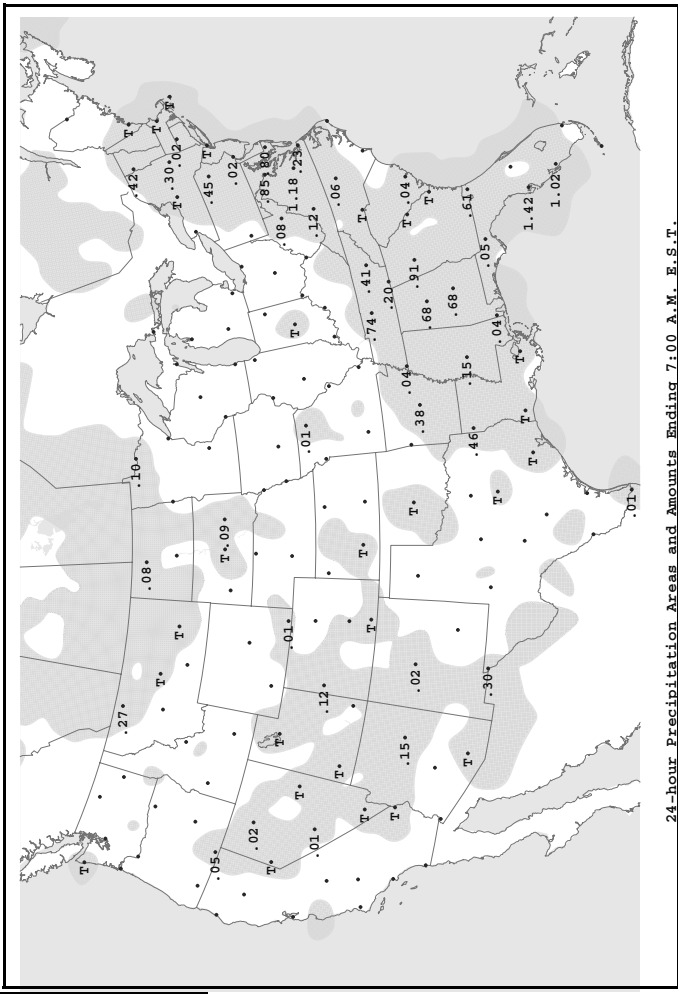 T
.27
T
.42
.10
.08
T
T
T
.30
.02
T
T
.45
T
.05
T .09
.02
.02
.85 .80
T
T
.08
.01
1.18
.23
T
T
.01
.01
.12
.12
.06
T
T
T
T
.41
T
.74
.20
T
.15
.04
T
.04
.91
T
.02
.38
.68
T
.68
.61
.15
T
.46
.05
.30
.04
T
T
T
1.42
T
1.02
.01
24-hour Precipitation Areas and Amounts Ending 7:00 A.M. E.S.T.